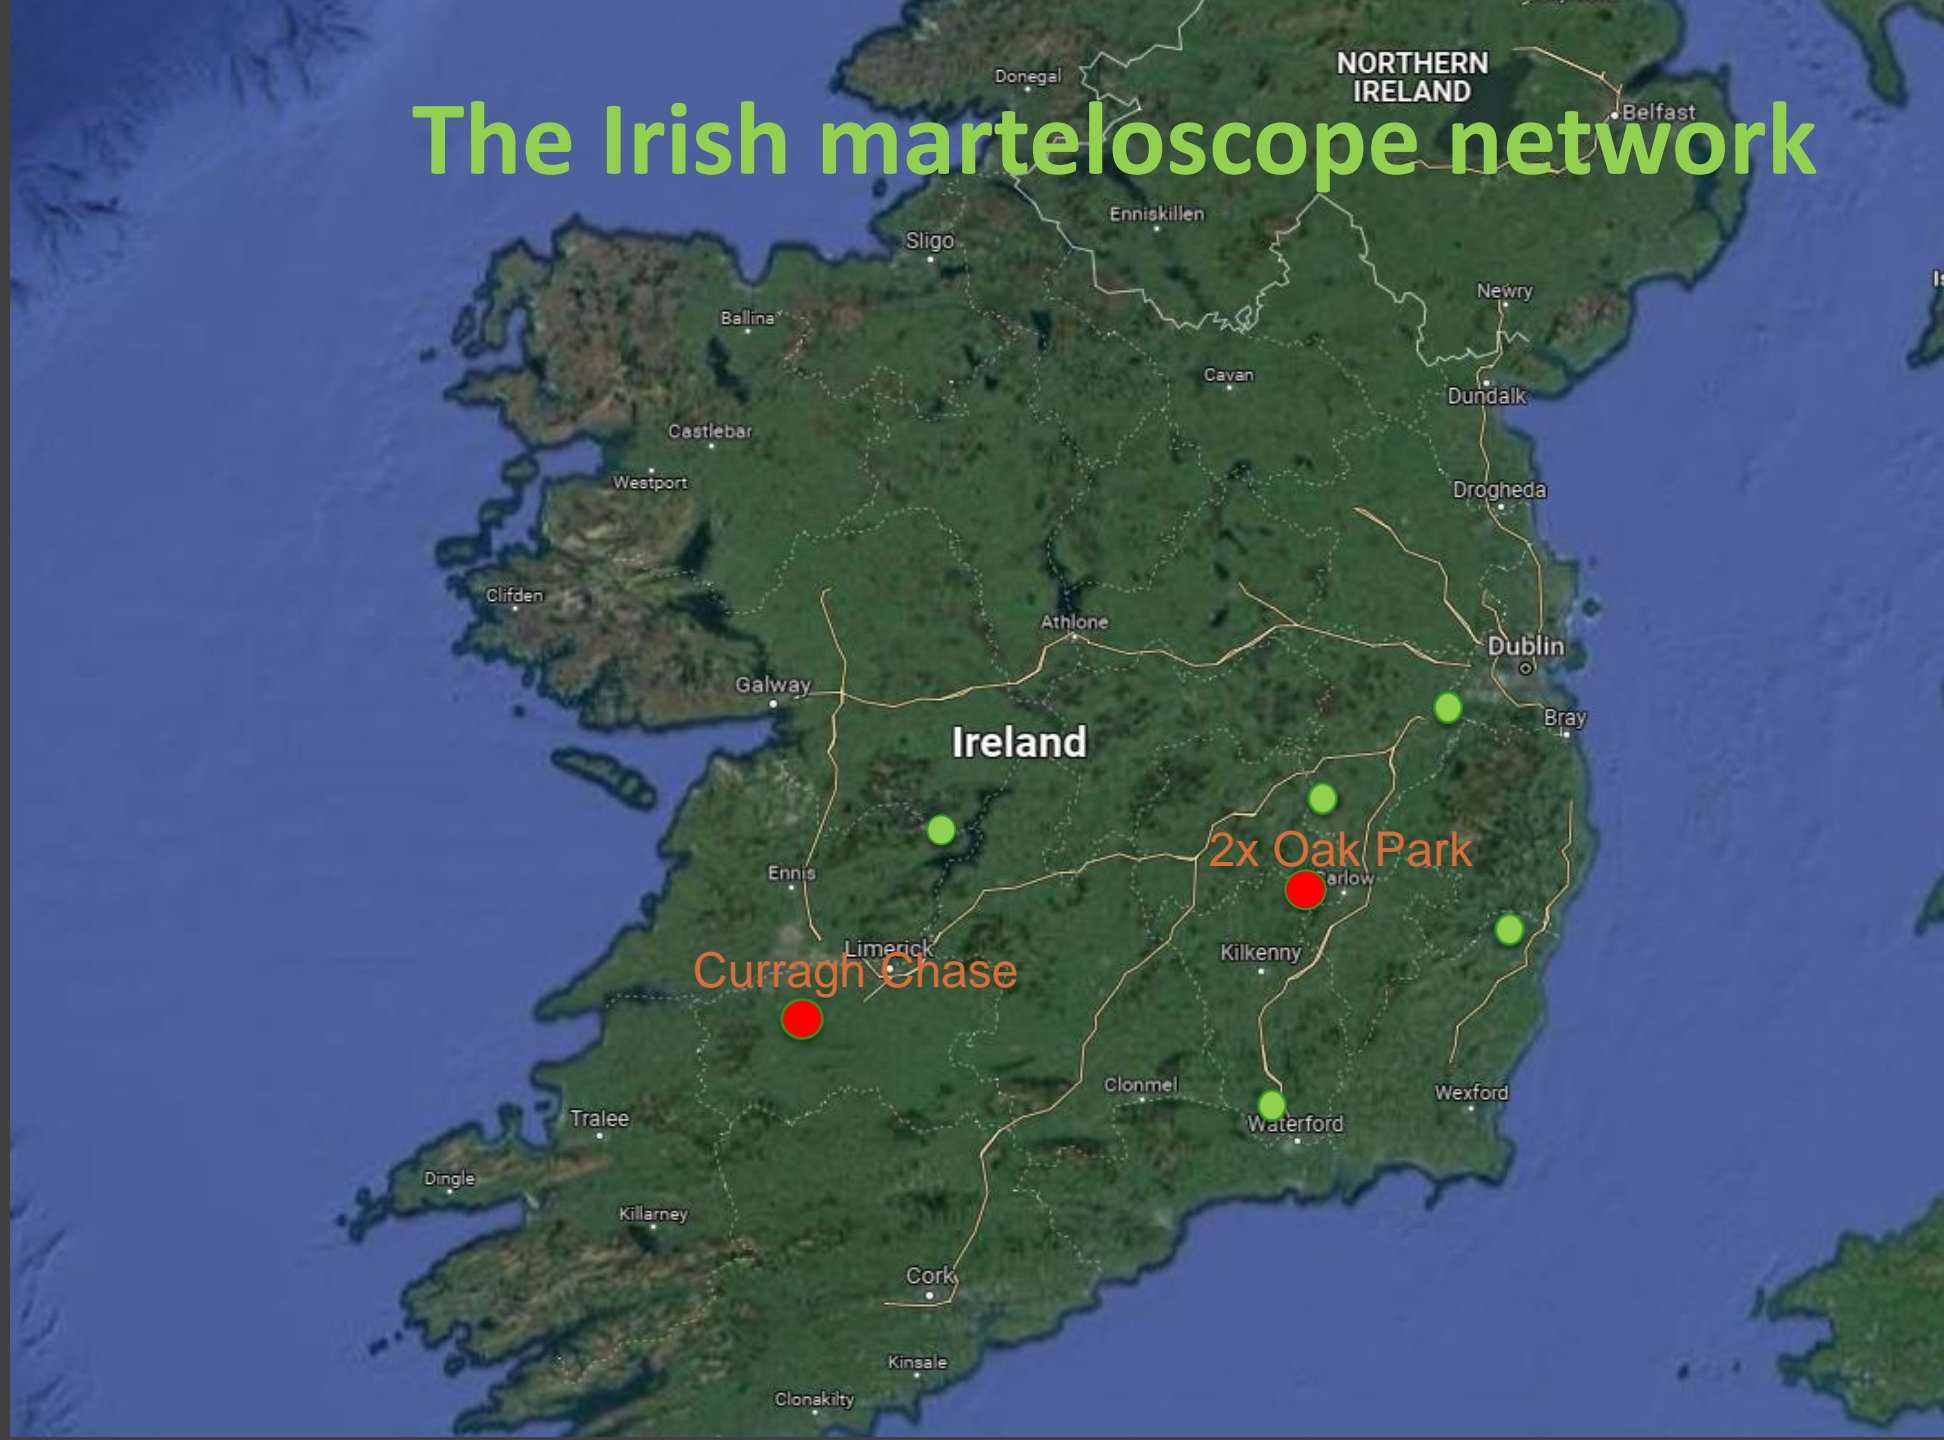 NORTHERN
IRELAND
Donegal
Belfast
The Irish marteloscope network
Enniskillen
Sligo
Newry
Ballina
Cavan
Dundalk
Castlebar
Westport
Drogheda
Clifden
Athlone
Dublin
Galway
Bray
Ireland
2x Oak Park
Ennis
arlow
Limerick
Kilkenny
Curragh Chase
Clonmel
Wexford
Tralee
Waterford
Dingle
Killarney
Cork
Kinsale
Clonakilty